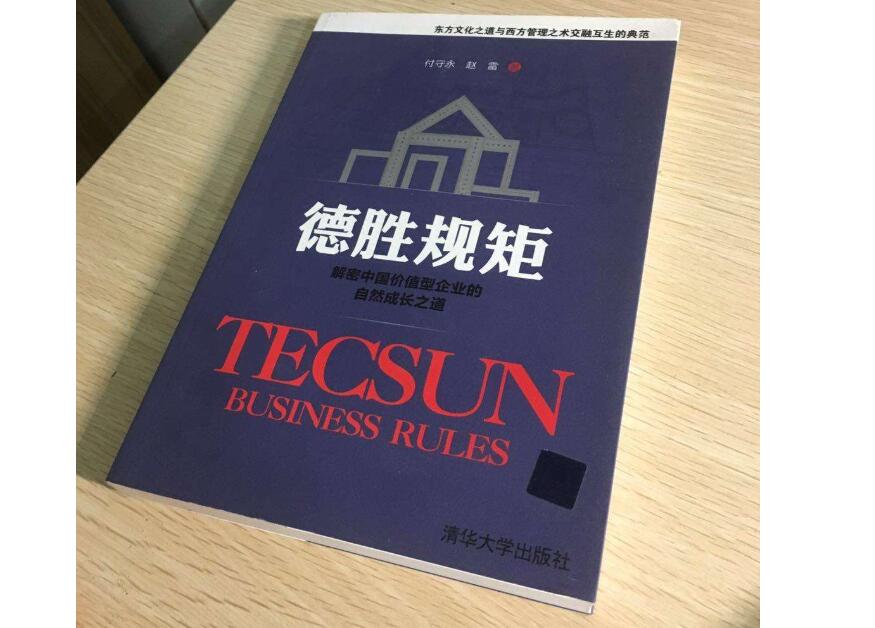 东方文化之道与西方管理之术交融互生的典范
付守永 赵 雷 著
德胜规矩
解密中国价值型企业的
自然成长之道
TECSUN
BUSINESS RULES
清华大学出版社